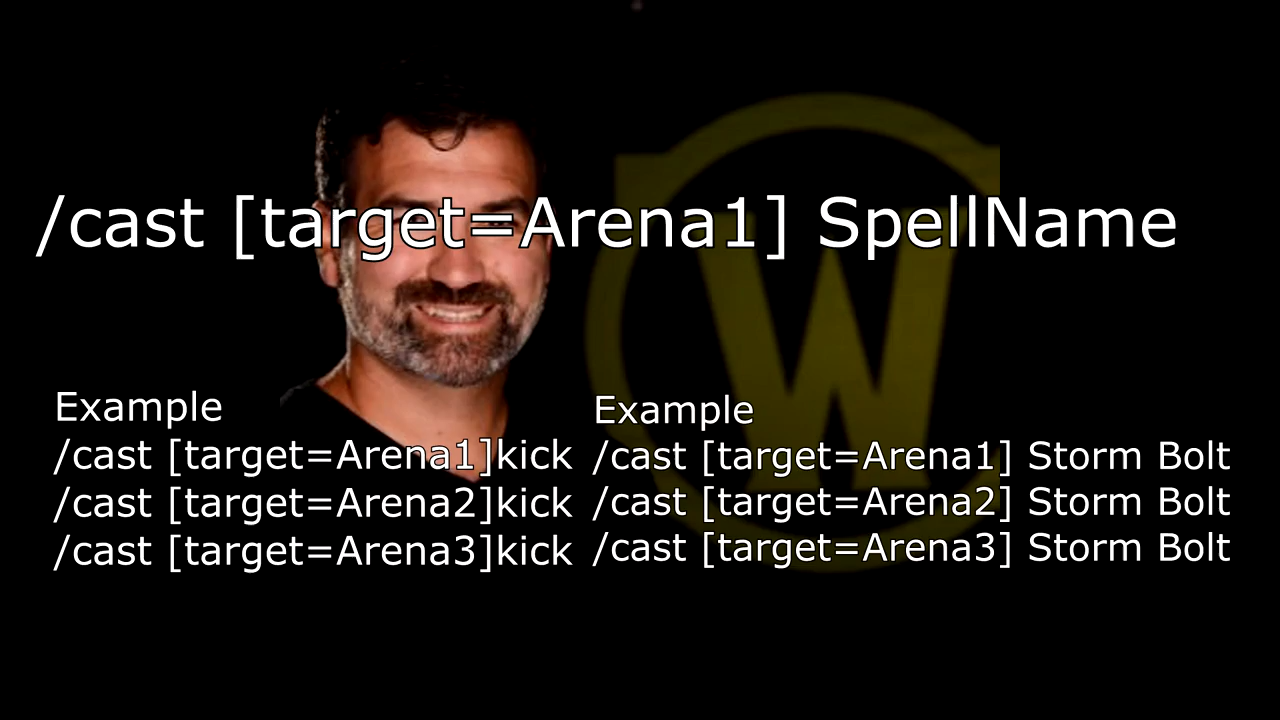 /cast [target=Arena1] SpellName
Example
/cast [target=Arena1]kick
/cast [target=Arena2]kick
/cast [target=Arena3]kick
Example
/cast [target=Arena1] Storm Bolt
/cast [target=Arena2] Storm Bolt
/cast [target=Arena3] Storm Bolt
W